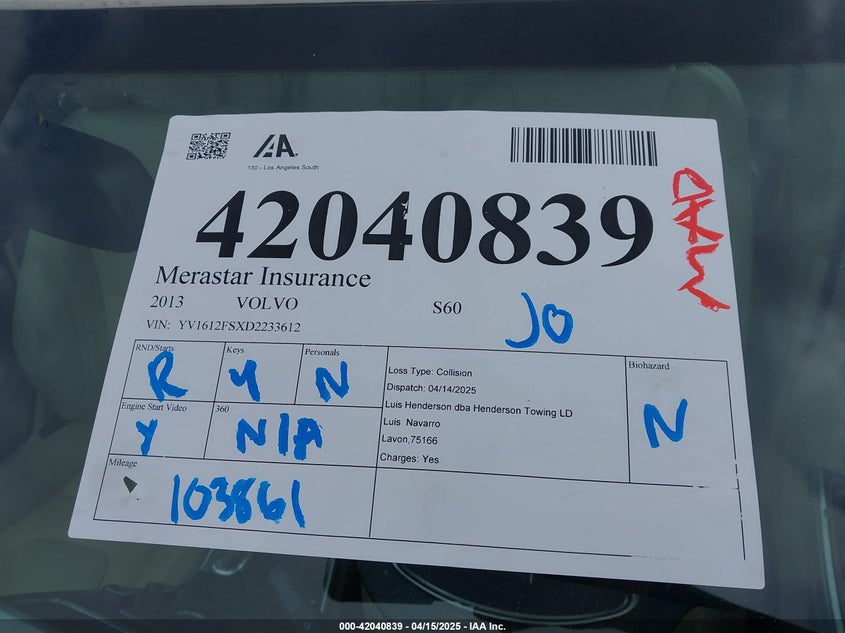 IAA.
130 - Los Angeles South
42040839
Merastar Insurance
2013 VOLVO S60
JO
VIN: YV1612FSXD2233612
RND/Starts
R
Keys
Y
Personals
N
Engine Start Video
Y
360
N/A
Mileage
103861
Loss Type: Collision
Dispatch: 04/14/2025
Luis Henderson dba Henderson Towing LD
Luis Navarro
Lavon,75166
Charges: Yes
Biohazard
N
000-42040839 - 04/15/2025 - IAA Inc.